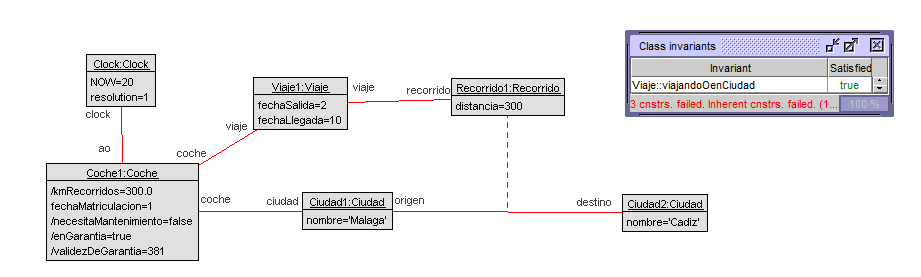 Clock:Clock
NOW=20
resolution=1
clock
ao
Viaje1:Viaje
fechaSalida=2
fechaLlegada=10
viaje
recorrido
Recorrido1:Recorrido
distancia=300
viaje
coche
Coche1:Coche
/kmRecorridos=300.0
fechaMatriculacion=1
/necesitaMantenimiento=false
/enGarantia=true
/validezDeGarantia=381
coche
ciudad
Ciudad1:Ciudad
nombre='Malaga'
origen
destino
Ciudad2:Ciudad
nombre='Cadiz'
Class invariants
Invariant Satisfied
Viaje::viajandoOenCiudad true
3 cnstrs. failed. Inherent cnstrs. failed. (1... 100 %